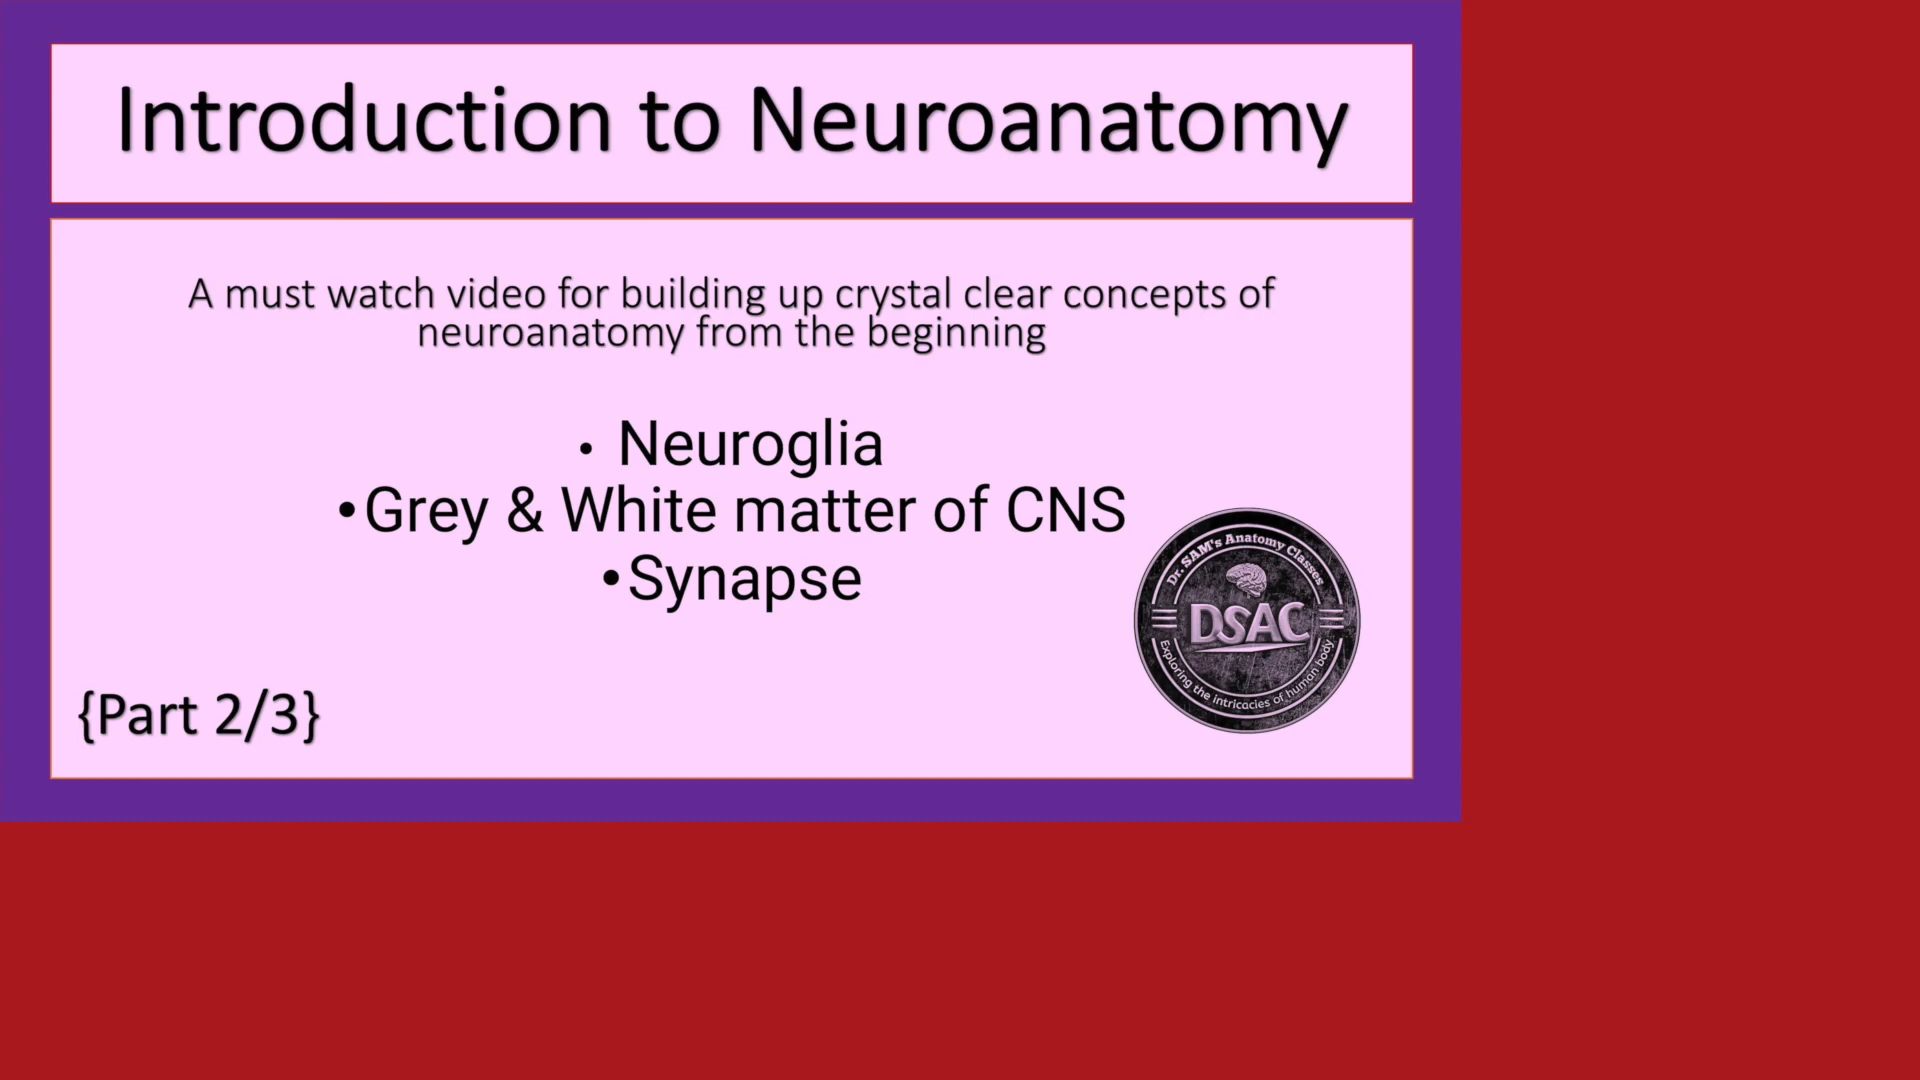 Introduction to Neuroanatomy
A must watch video for building up crystal clear concepts of
neuroanatomy from the beginning
• Neuroglia
•Grey & White matter of CNS
•Synapse
Dr. SAM's Anatomy Classes
DSAC
Exploring the intricacies of human body
{Part 2/3}